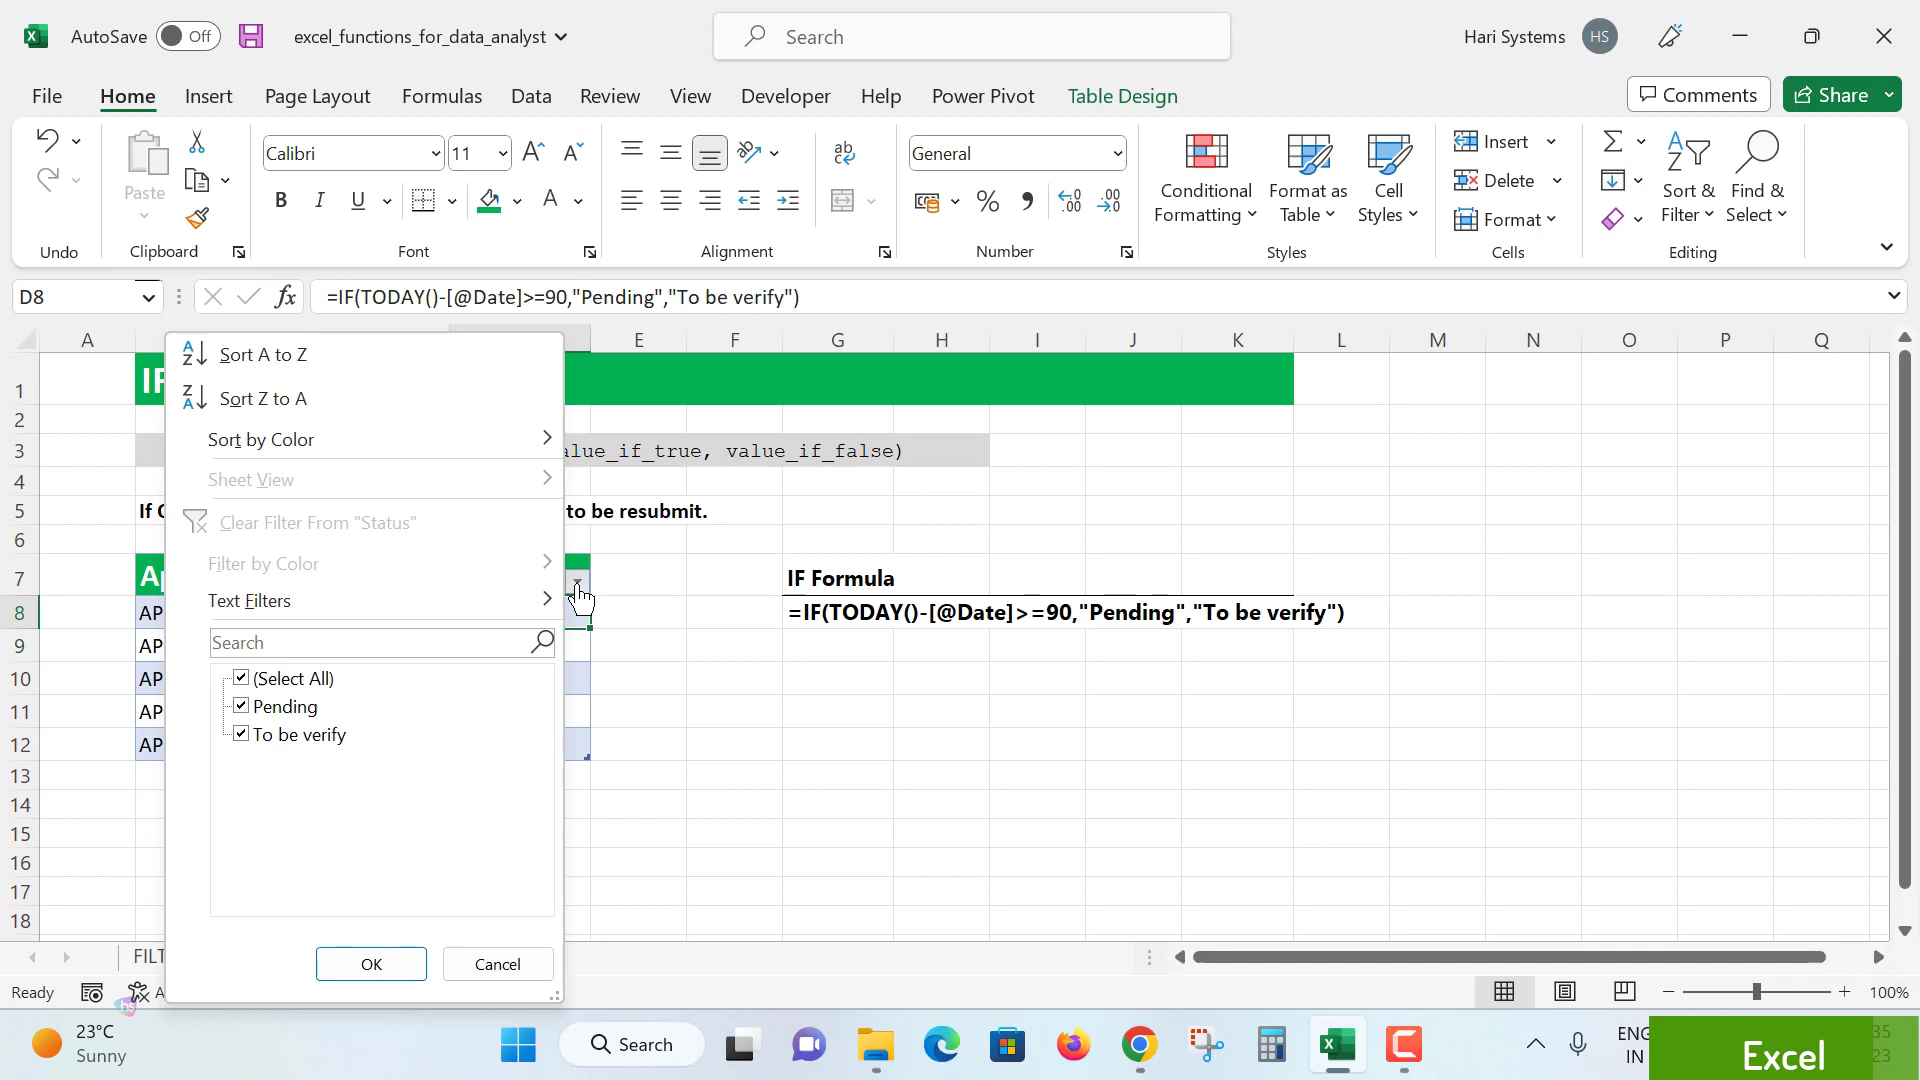 AutoSave Off excel_functions_for_data_analyst Search Hari Systems HS
File Home Insert Page Layout Formulas Data Review View Developer Help Power Pivot Table Design Comments Share
Undo
Paste
Clipboard
Calibri 11
B I U A
Font
ab
Alignment
General
% .00
Number
Conditional Formatting
Format as Table
Cell Styles
Styles
Insert
Delete
Format
Cells
Sort & Filter
Find & Select
Editing
D8 fx =IF(TODAY()-[@Date]>=90,"Pending","To be verify")
A E F G H I J K L M N O P Q
1 IF
2
3 value_if_true, value_if_false)
4
5 to be resubmit.
6
7 IF Formula
8 AP =IF(TODAY()-[@Date]>=90,"Pending","To be verify")
9 AP
10 AP
11 AP
12 AP
13
14
15
16
17
18
Sort A to Z
Sort Z to A
Sort by Color
Sheet View
Clear Filter From "Status"
Filter by Color
Text Filters
Search
(Select All)
Pending
To be verify
OK Cancel
FILT
Ready 100%
23°C
Sunny
Search
ENG
IN
Excel